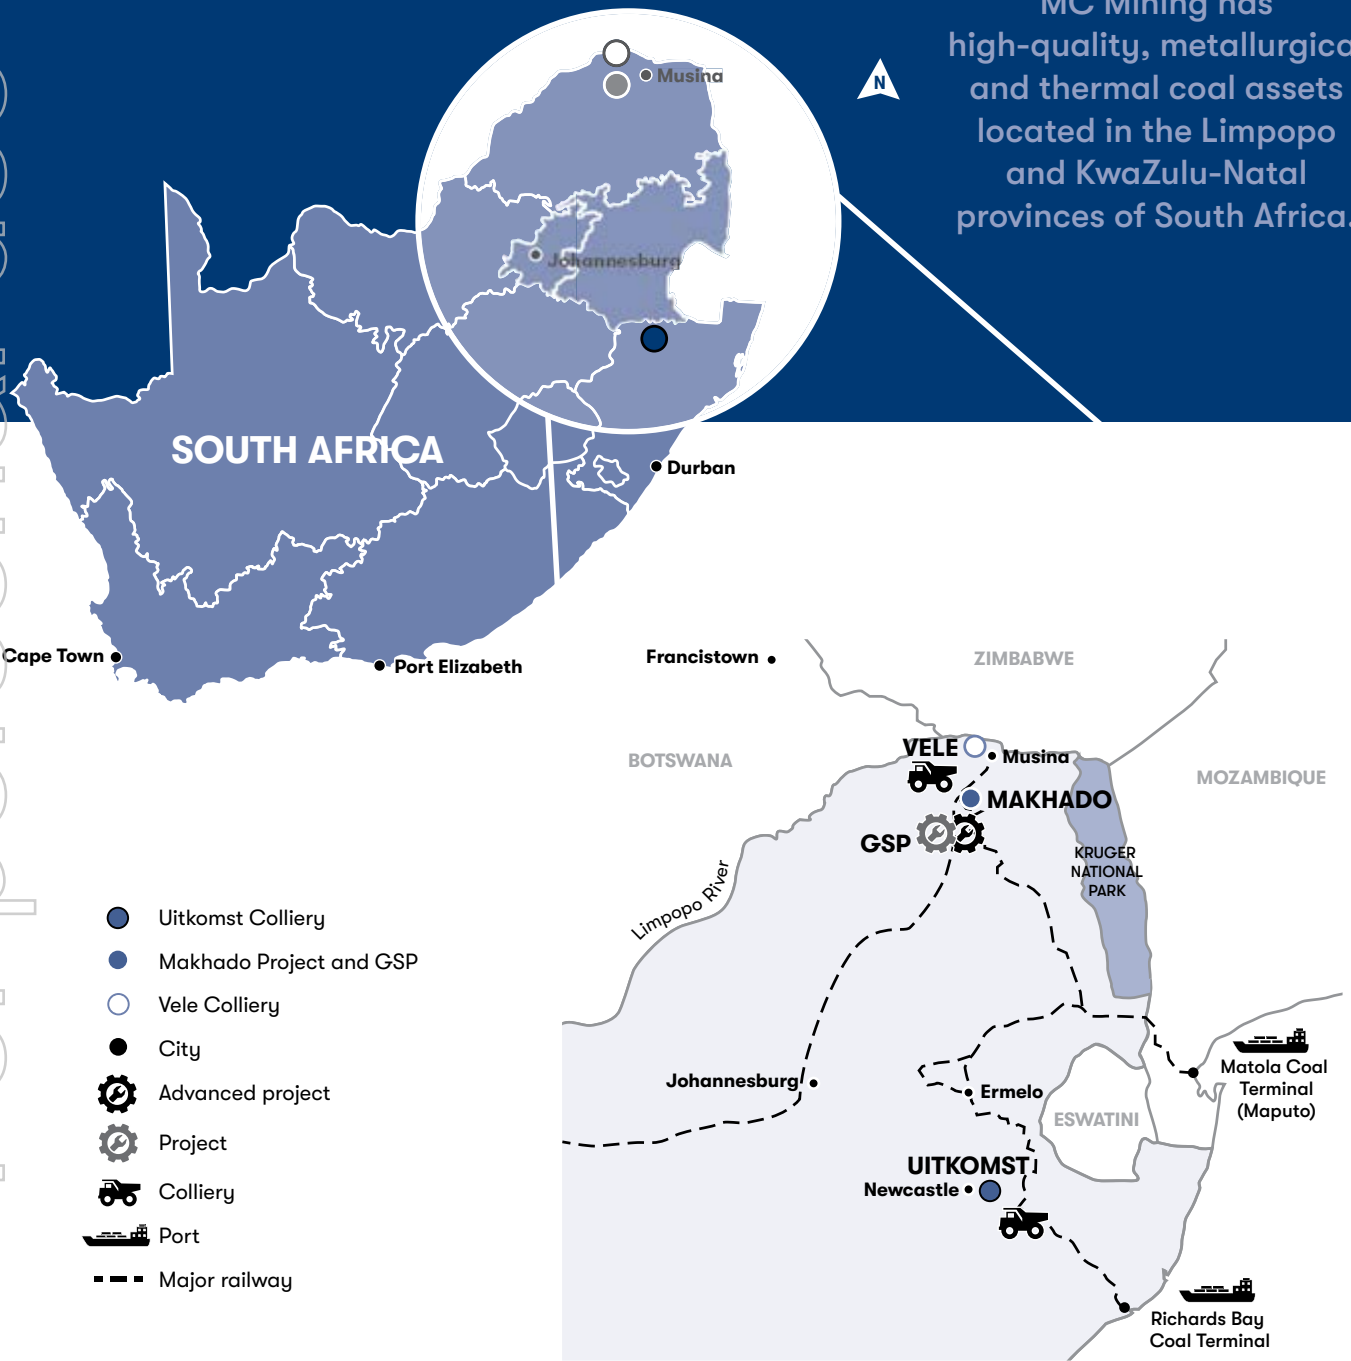 MC Mining has
high-quality, metallurgica
and thermal coal assets
located in the Limpopo
and KwaZulu-Natal
provinces of South Africa.
N
Musina
Johannesburg
SOUTH AFRICA
Durban
Cape Town
Port Elizabeth
Francistown
ZIMBABWE
BOTSWANA
VELE
Musina
MOZAMBIQUE
MAKHADO
GSP
KRUGER
NATIONAL
PARK
Limpopo River
Uitkomst Colliery
Makhado Project and GSP
Vele Colliery
City
Advanced project
Project
Colliery
Port
Major railway
Johannesburg
Ermelo
ESWATINI
Matola Coal
Terminal
(Maputo)
UITKOMST
Newcastle
Richards Bay
Coal Terminal